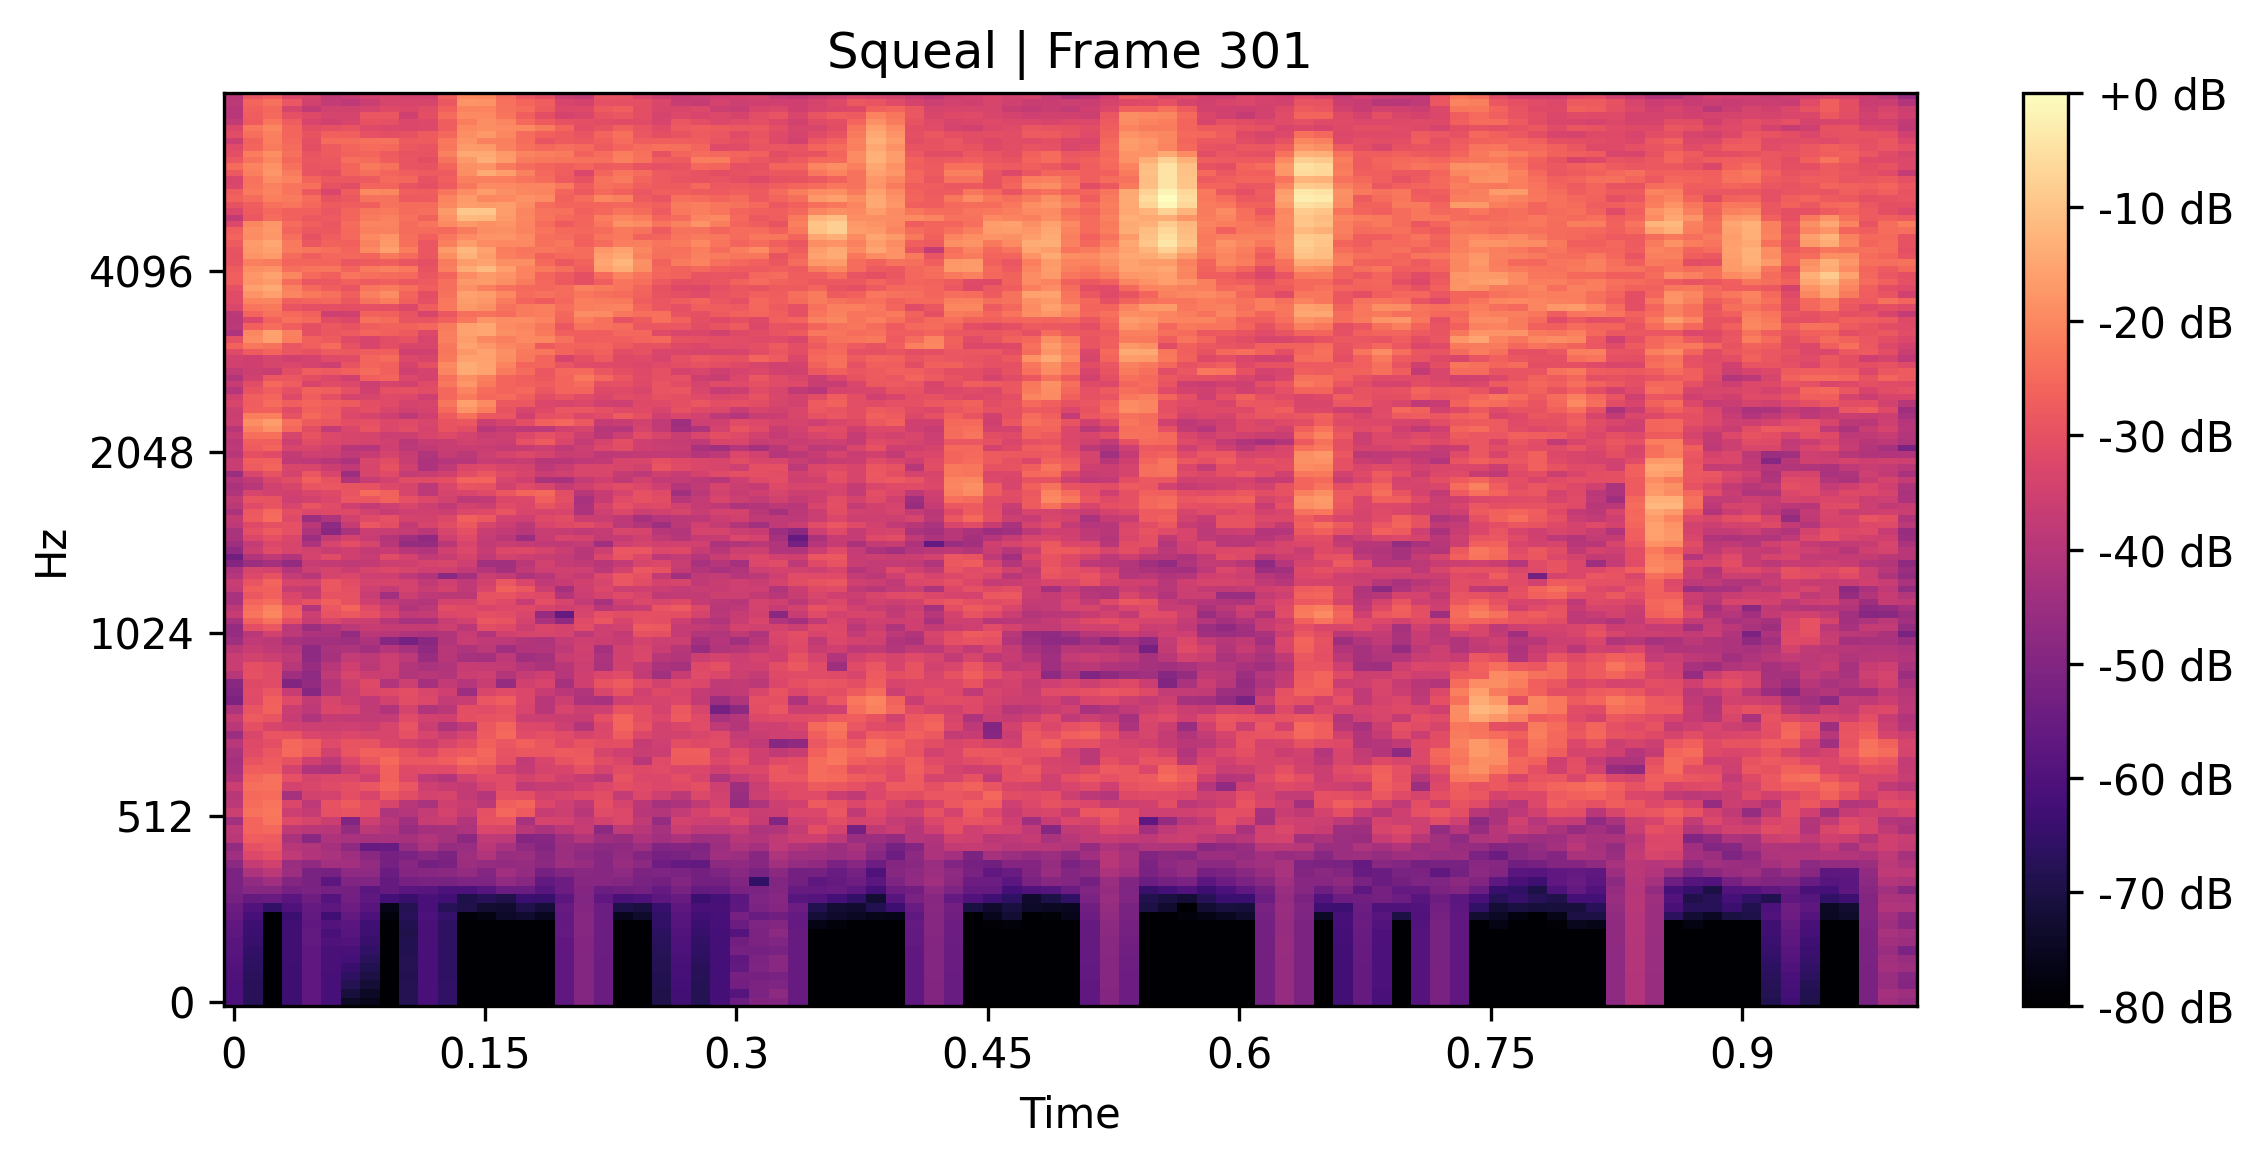 Squeal | Frame 301
Hz
4096
2048
1024
512
0
0 0.15 0.3 0.45 0.6 0.75 0.9
Time
+0 dB
-10 dB
-20 dB
-30 dB
-40 dB
-50 dB
-60 dB
-70 dB
-80 dB